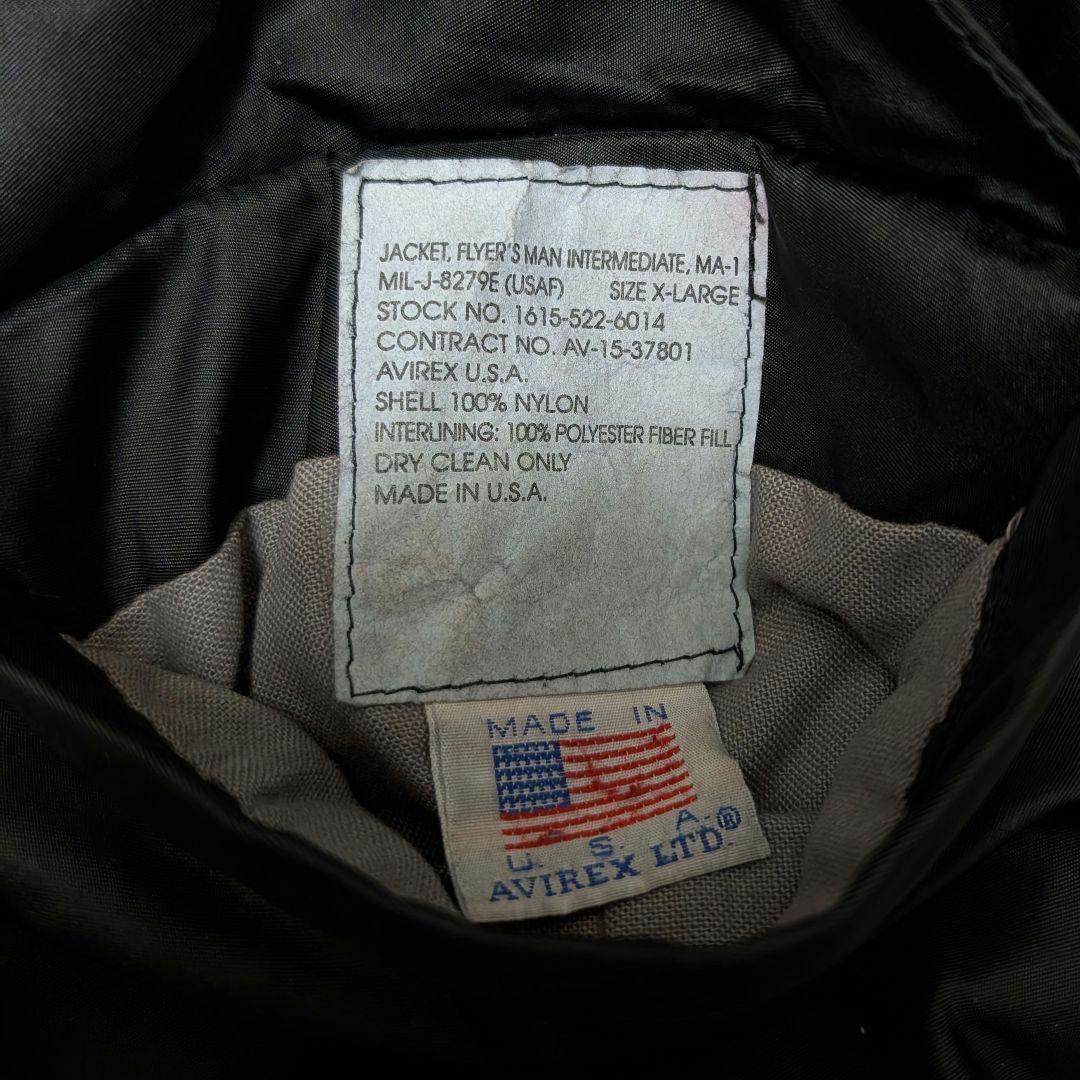 JACKET, FLYER'S MAN INTERMEDIATE, MA-1
MIL-J-8279E (USAF) SIZE X-LARGE
STOCK NO. 1615-522-6014
CONTRACT NO. AV-15-37801
AVIREX U.S.A.
SHELL 100% NYLON
INTERLINING: 100% POLYESTER FIBER FILL
DRY CLEAN ONLY
MADE IN U.S.A.
MADE IN
U. S. A.
AVIREX LTD.®